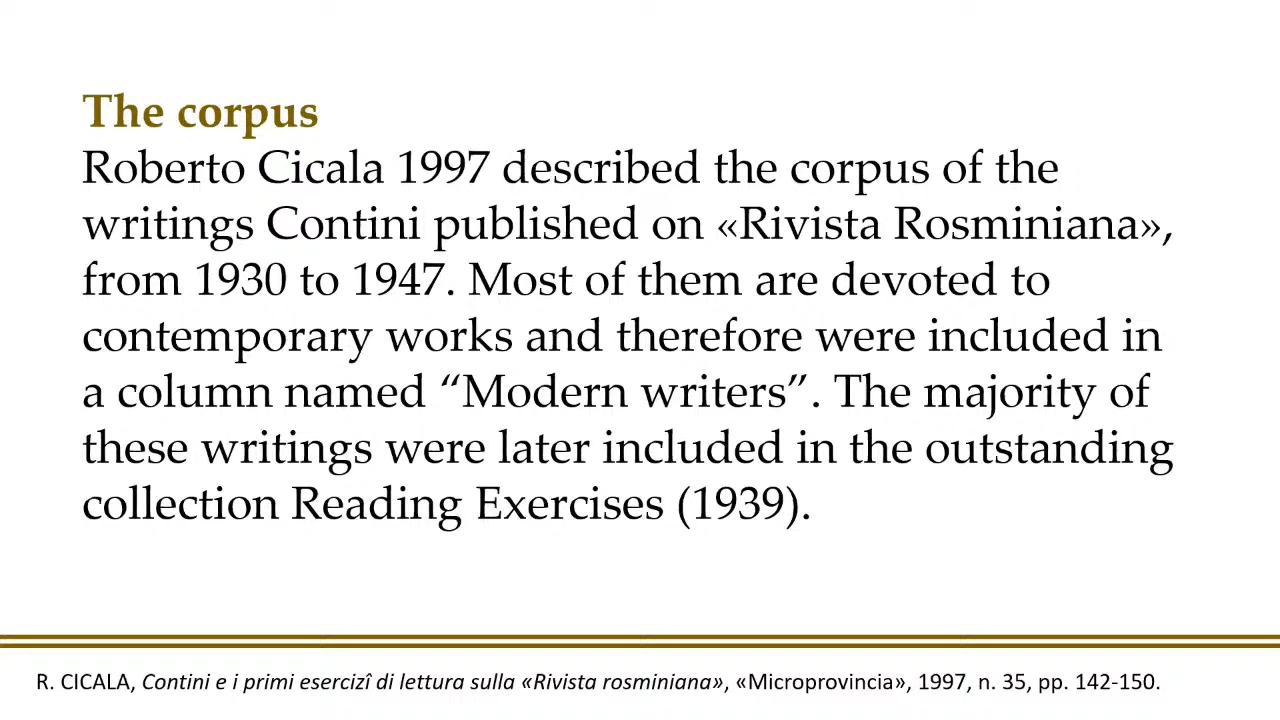 The corpus
Roberto Cicala 1997 described the corpus of the
writings Contini published on «Rivista Rosminiana»,
from 1930 to 1947. Most of them are devoted to
contemporary works and therefore were included in
a column named “Modern writers”. The majority of
these writings were later included in the outstanding
collection Reading Exercises (1939).
R. CICALA, Contini e i primi esercizî di lettura sulla «Rivista rosminiana», «Microprovincia», 1997, n. 35, pp. 142-150.